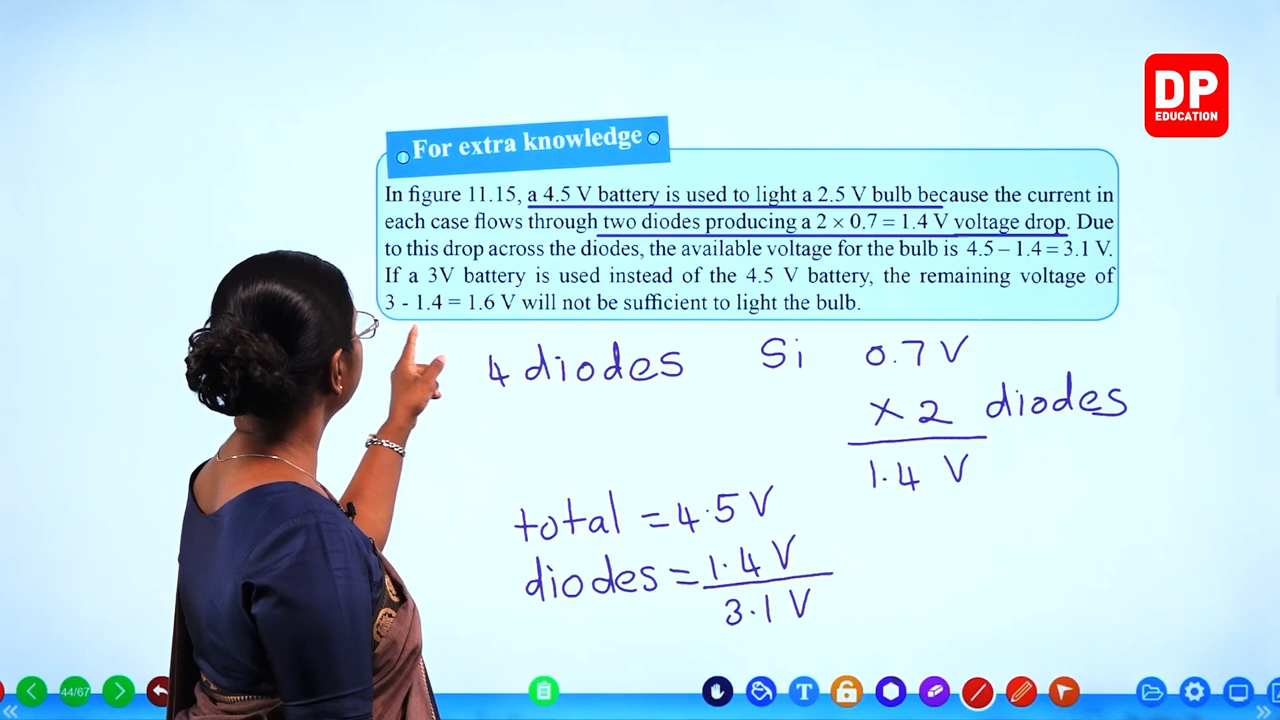 DP
EDUCATION
For extra knowledge
In figure 11.15, a 4.5 V battery is used to light a 2.5 V bulb because the current in
each case flows through two diodes producing a 2 × 0.7 = 1.4 V voltage drop. Due
to this drop across the diodes, the available voltage for the bulb is 4.5 – 1.4 = 3.1 V.
If a 3V battery is used instead of the 4.5 V battery, the remaining voltage of
3 - 1.4 = 1.6 V will not be sufficient to light the bulb.
4 diodes Si 0.7 V
× 2 diodes
1.4 V
total = 4.5 V
diodes = 1.4 V
3.1 V
44/67
T